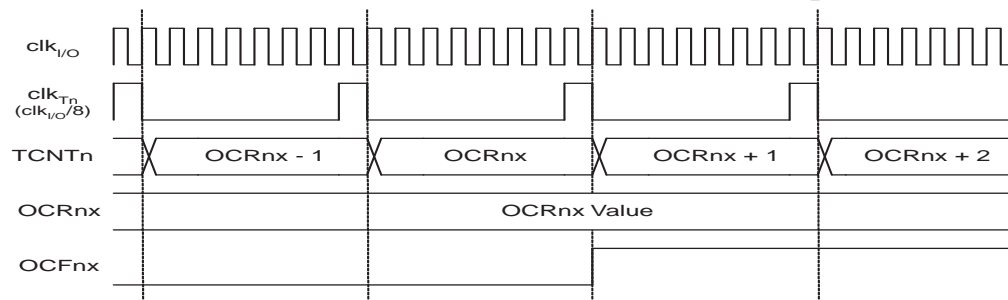 clkI/O
clkTn
(clkI/O/8)
TCNTn OCRnx - 1 OCRnx OCRnx + 1 OCRnx + 2
OCRnx OCRnx Value
OCFnx